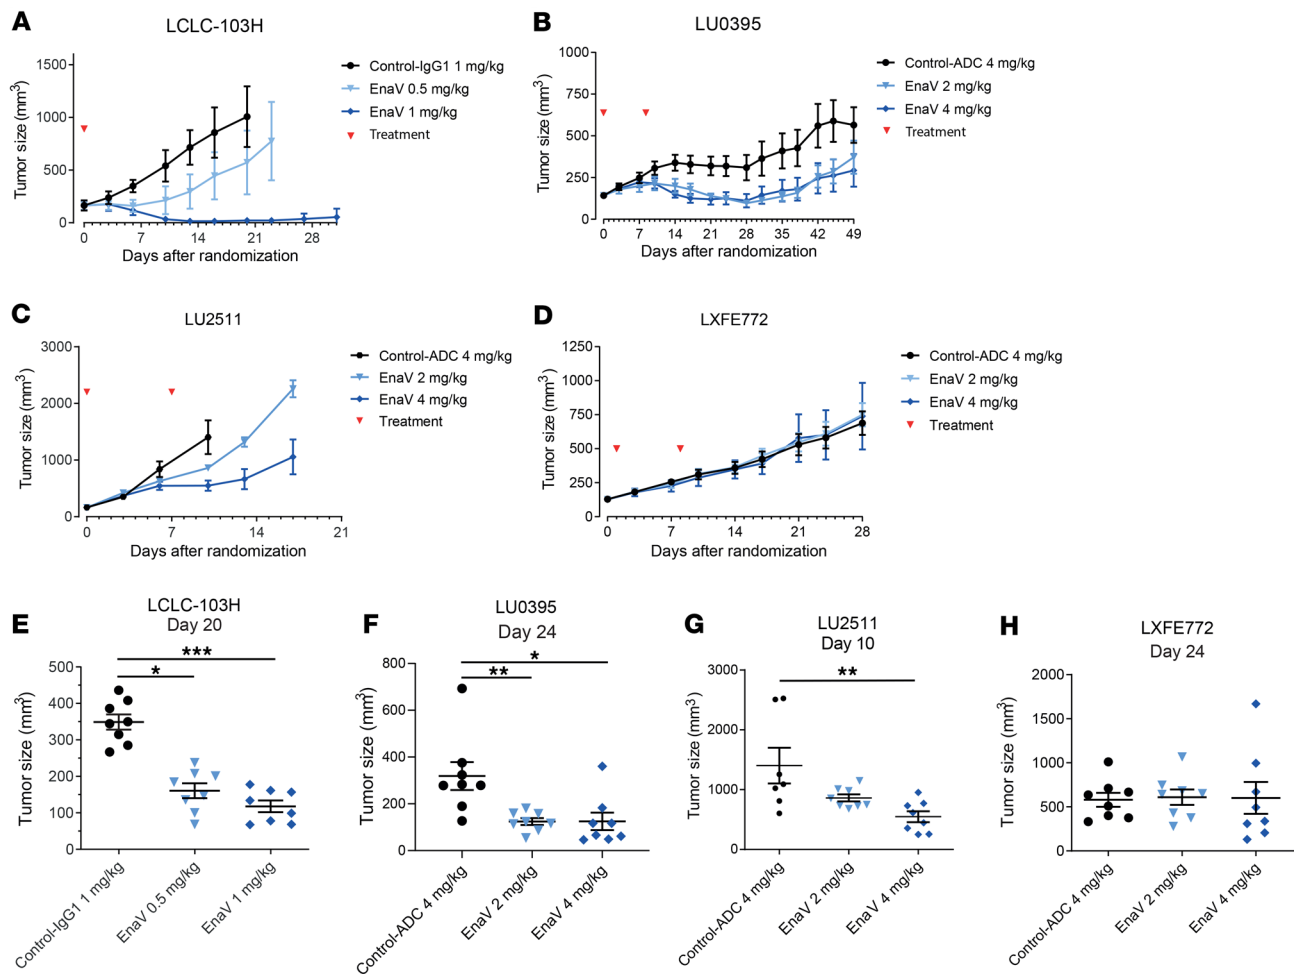 A
LCLC-103H
Tumor size (mm³)
1500
1000
500
0
0 7 14 21 28
Days after randomization
Control-IgG1 1 mg/kg
EnaV 0.5 mg/kg
EnaV 1 mg/kg
Treatment
B
LU0395
Tumor size (mm³)
1000
750
500
250
0
0 7 14 21 28 35 42 49
Days after randomization
Control-ADC 4 mg/kg
EnaV 2 mg/kg
EnaV 4 mg/kg
Treatment
C
LU2511
Tumor size (mm³)
3000
2000
1000
0
0 7 14 21
Days after randomization
Control-ADC 4 mg/kg
EnaV 2 mg/kg
EnaV 4 mg/kg
Treatment
D
LXFE772
Tumor size (mm³)
1250
1000
750
500
250
0
0 7 14 21 28
Days after randomization
Control-ADC 4 mg/kg
EnaV 2 mg/kg
EnaV 4 mg/kg
Treatment
E
LCLC-103H
Day 20
Tumor size (mm³)
500
400
300
200
100
0
***
*
Control-IgG1 1 mg/kg
EnaV 0.5 mg/kg
EnaV 1 mg/kg
F
LU0395
Day 24
Tumor size (mm³)
800
600
400
200
0
*
**
Control-ADC 4 mg/kg
EnaV 2 mg/kg
EnaV 4 mg/kg
G
LU2511
Day 10
Tumor size (mm³)
3000
2000
1000
0
**
Control-ADC 4 mg/kg
EnaV 2 mg/kg
EnaV 4 mg/kg
H
LXFE772
Day 24
Tumor size (mm³)
2000
1500
1000
500
0
Control-ADC 4 mg/kg
EnaV 2 mg/kg
EnaV 4 mg/kg